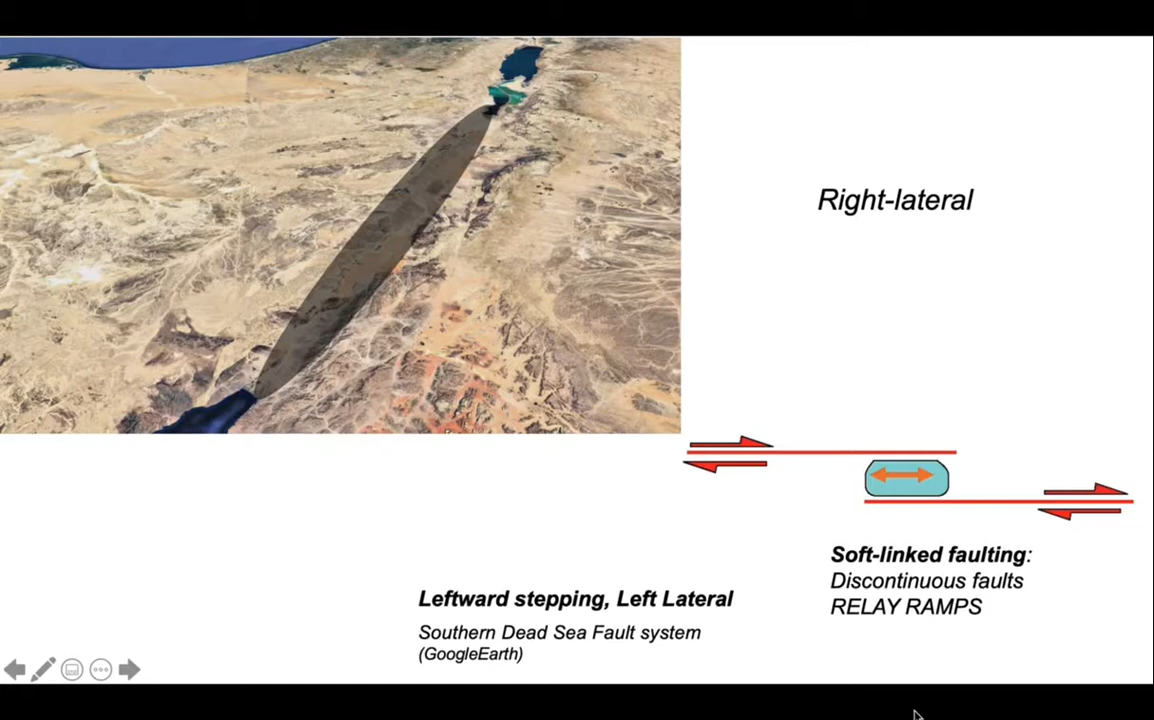 Right-lateral
Soft-linked faulting:
Discontinuous faults
RELAY RAMPS
Leftward stepping, Left Lateral
Southern Dead Sea Fault system
(GoogleEarth)